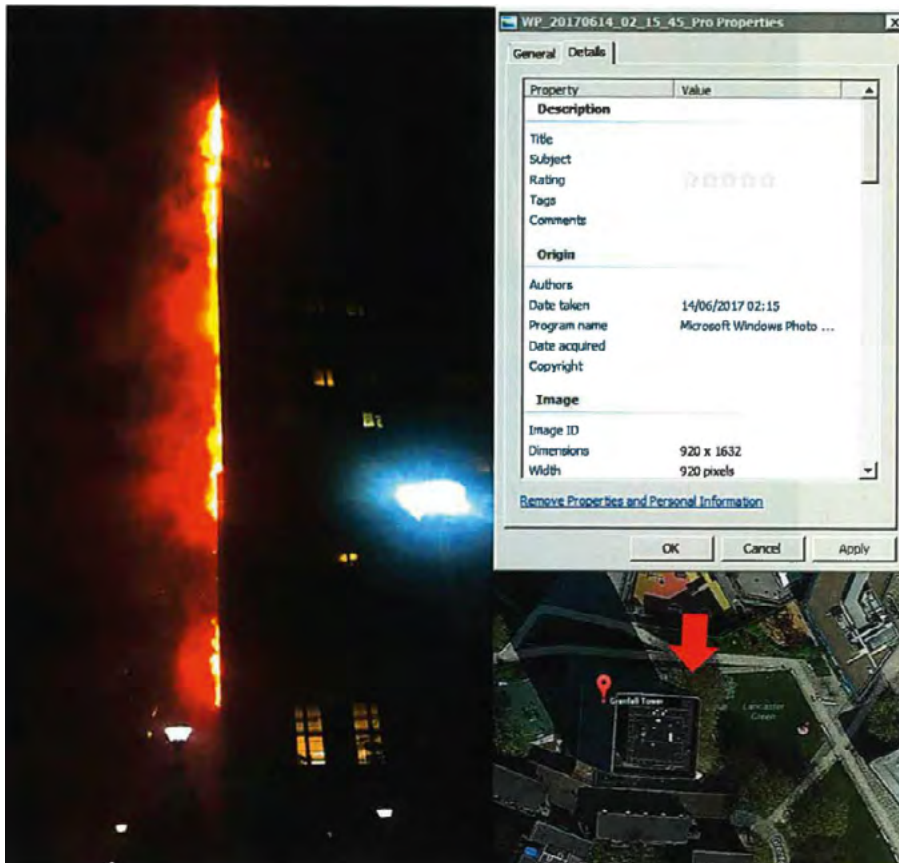 WP_20170614_02_15_45_Pro Properties
General Details
Property Value
Description
Title
Subject
Rating
Tags
Comments
Origin
Authors
Date taken 14/06/2017 02:15
Program name Microsoft Windows Photo ...
Date acquired
Copyright
Image
Image ID
Dimensions 920 x 1632
Width 920 pixels
Remove Properties and Personal Information
OK Cancel Apply
Grenfell Tower
Lancaster
Green